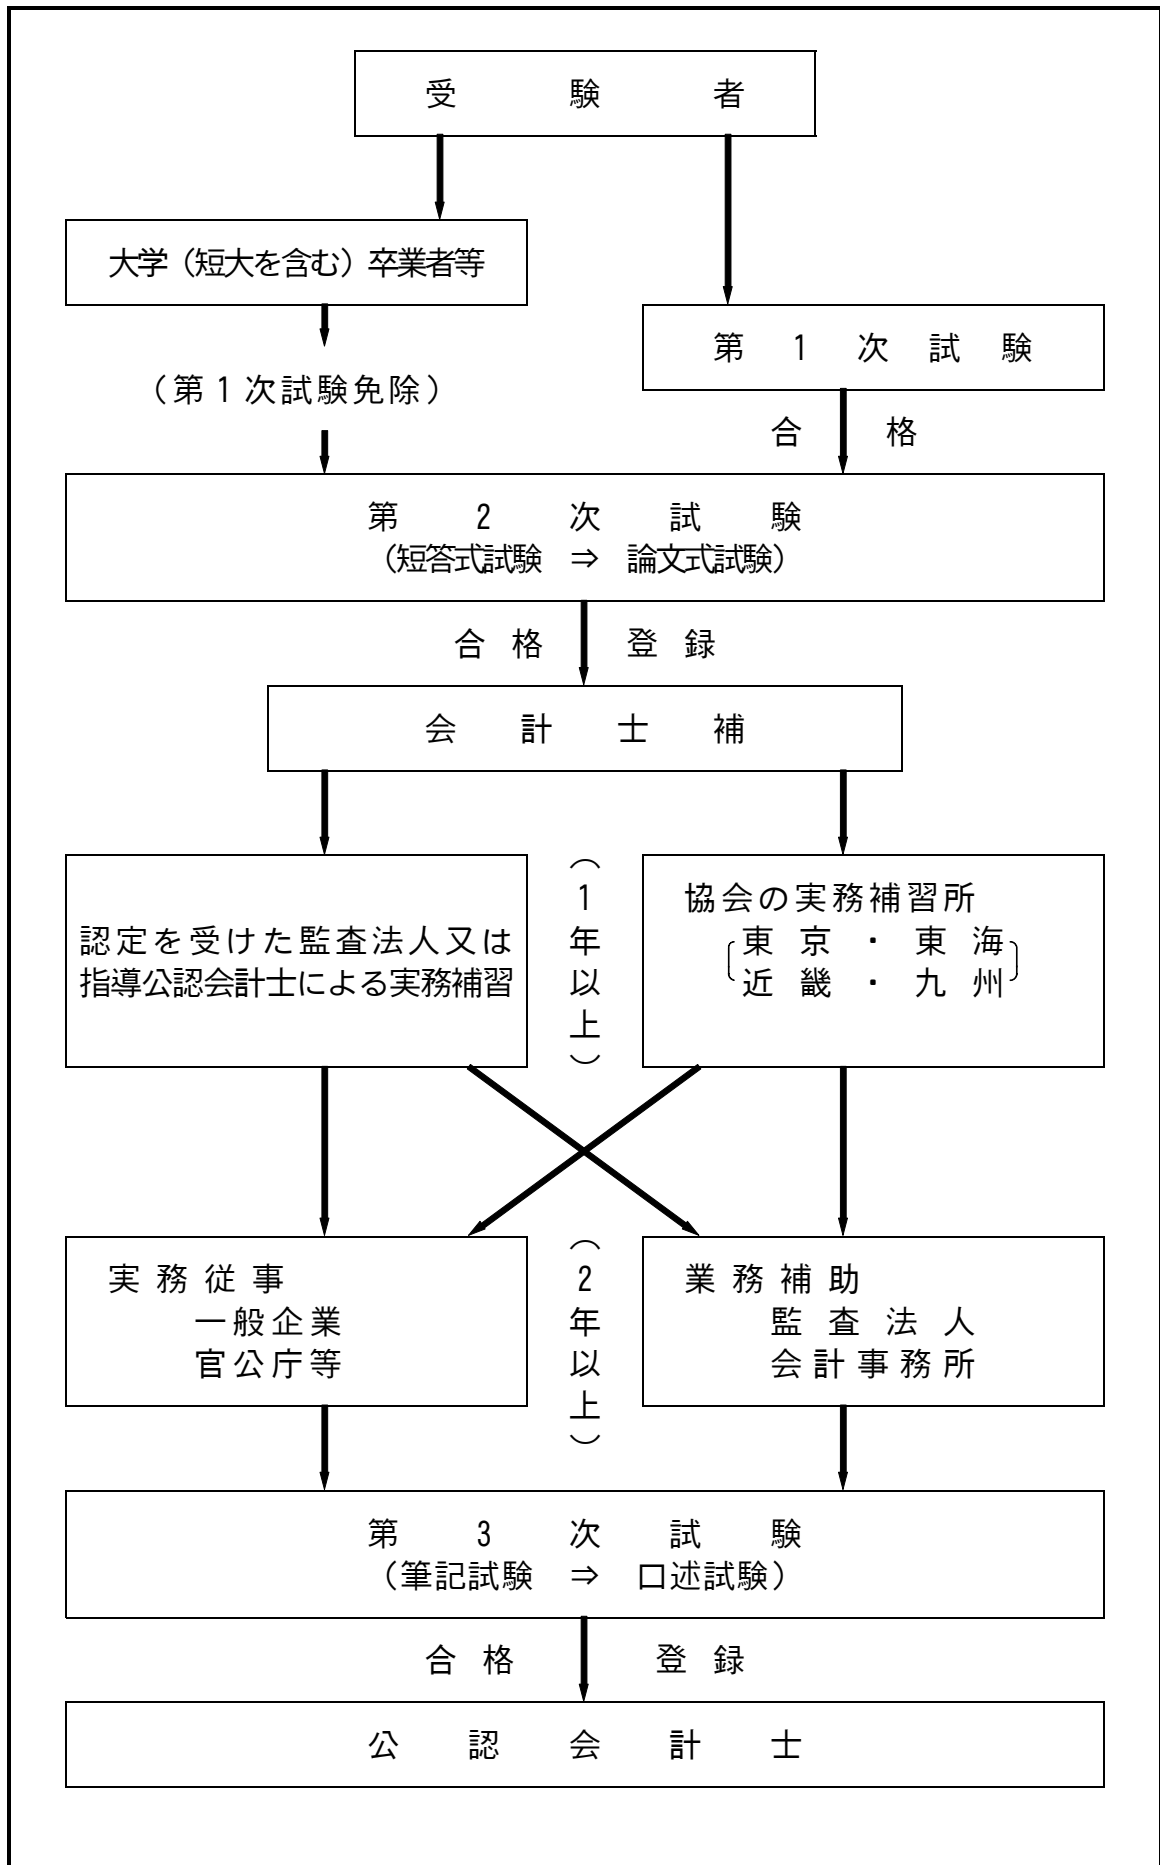 受験者
大学（短大を含む）卒業者等
第1次試験
（第1次試験免除）
合格
第2次試験
（短答式試験 ⇒ 論文式試験）
合格 登録
会計士補
認定を受けた監査法人又は
指導公認会計士による実務補習
（1年以上）
協会の実務補習所
東京・東海
近畿・九州
実務従事
一般企業
官公庁等
（2年以上）
業務補助
監査法人
会計事務所
第3次試験
（筆記試験 ⇒ 口述試験）
合格 登録
公認会計士